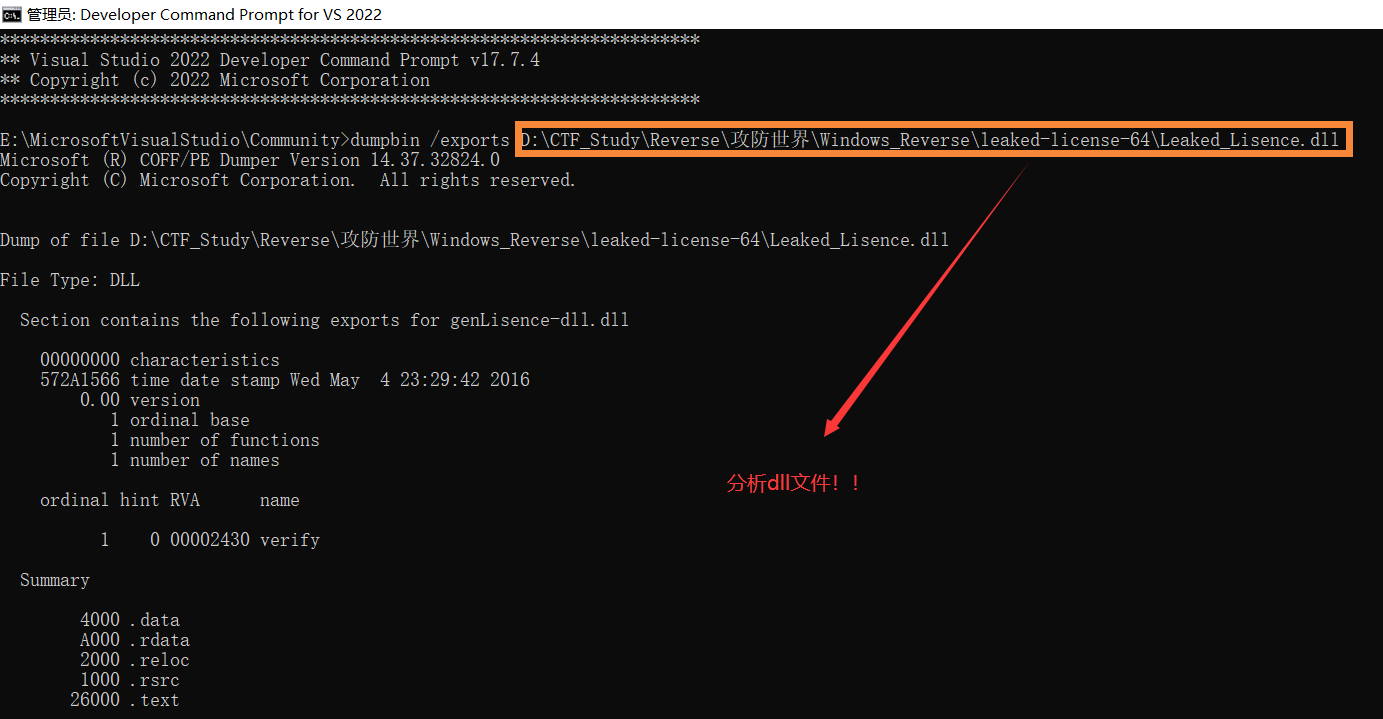 管理员: Developer Command Prompt for VS 2022
**********************************************************************
** Visual Studio 2022 Developer Command Prompt v17.7.4
** Copyright (c) 2022 Microsoft Corporation
**********************************************************************
E:\MicrosoftVisualStudio\Community>dumpbin /exports D:\CTF_Study\Reverse\攻防世界\Windows_Reverse\leaked-license-64\Leaked_Lisence.dll
Microsoft (R) COFF/PE Dumper Version 14.37.32824.0
Copyright (C) Microsoft Corporation.  All rights reserved.
Dump of file D:\CTF_Study\Reverse\攻防世界\Windows_Reverse\leaked-license-64\Leaked_Lisence.dll
File Type: DLL
Section contains the following exports for genLisence-dll.dll
00000000 characteristics
572A1566 time date stamp Wed May  4 23:29:42 2016
0.00 version
1 ordinal base
1 number of functions
1 number of names
ordinal hint RVA      name
1    0 00002430 verify
分析dll文件！！
Summary
4000 .data
A000 .rdata
2000 .reloc
1000 .rsrc
26000 .text